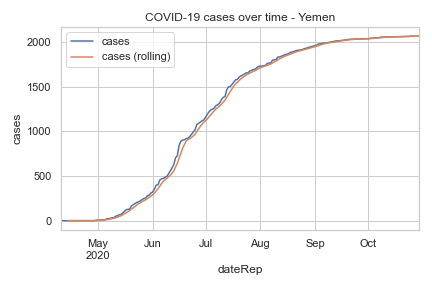 COVID-19 cases over time - Yemen
cases
cases (rolling)
2000
1500
1000
500
0
cases
May
2020
Jun
Jul
Aug
Sep
Oct
dateRep